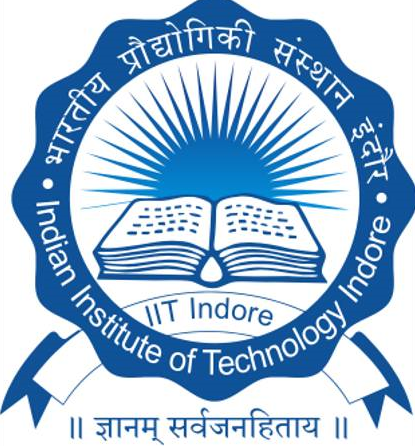 भारतीय प्रौद्योगिकी संस्थान इंदौर
Indian Institute of Technology Indore
IIT Indore
॥ ज्ञानम् सर्वजनहिताय ॥